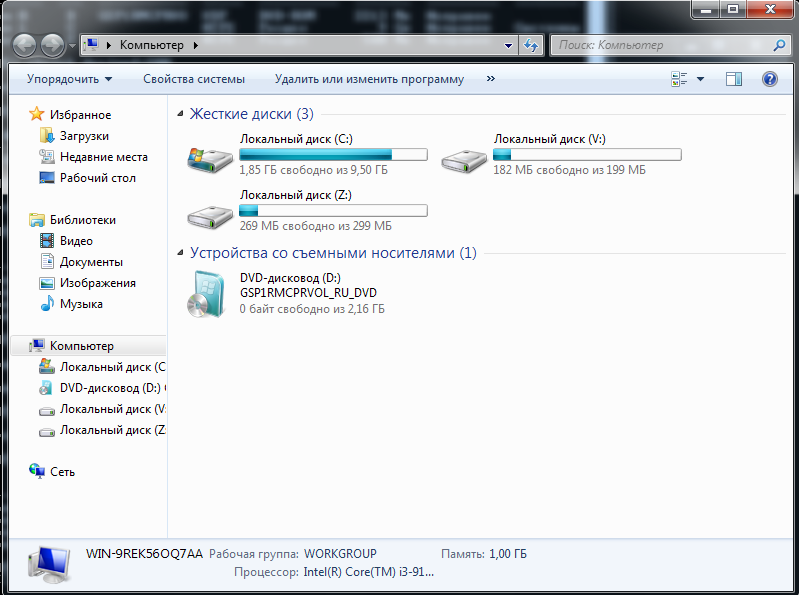 Компьютер
Поиск: Компьютер
Упорядочить
Свойства системы
Удалить или изменить программу
»
Избранное
Загрузки
Недавние места
Рабочий стол
Библиотеки
Видео
Документы
Изображения
Музыка
Компьютер
Локальный диск (C
DVD-дисковод (D:)
Локальный диск (V:
Локальный диск (Z:
Сеть
Жесткие диски (3)
Локальный диск (C:)
1,85 ГБ свободно из 9,50 ГБ
Локальный диск (V:)
182 МБ свободно из 199 МБ
Локальный диск (Z:)
269 МБ свободно из 299 МБ
Устройства со съемными носителями (1)
DVD-дисковод (D:)
GSP1RMCPRVOL_RU_DVD
0 байт свободно из 2,16 ГБ
WIN-9REK56OQ7AA Рабочая группа: WORKGROUP Память: 1,00 ГБ
Процессор: Intel(R) Core(TM) i3-91...